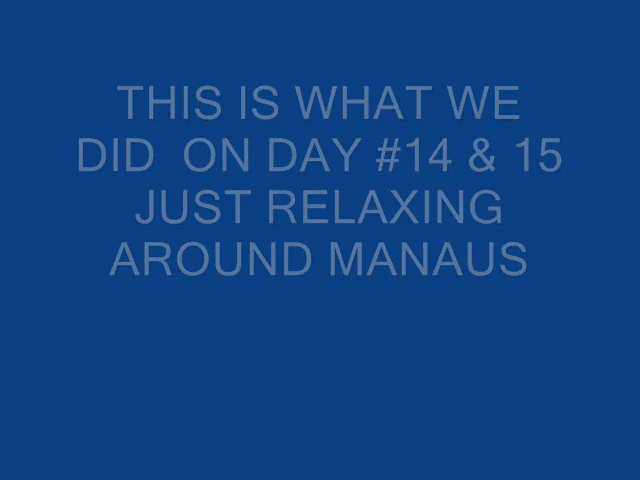 THIS IS WHAT WE
DID  ON DAY #14 & 15
JUST RELAXING
AROUND MANAUS